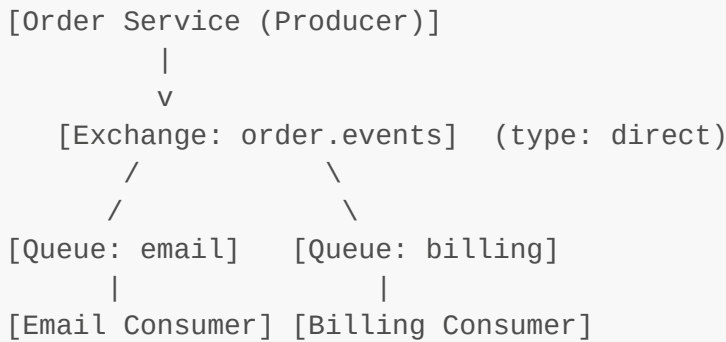 [Order Service (Producer)]
|
v
[Exchange: order.events] (type: direct)
/ \
/ \
[Queue: email] [Queue: billing]
| |
[Email Consumer] [Billing Consumer]